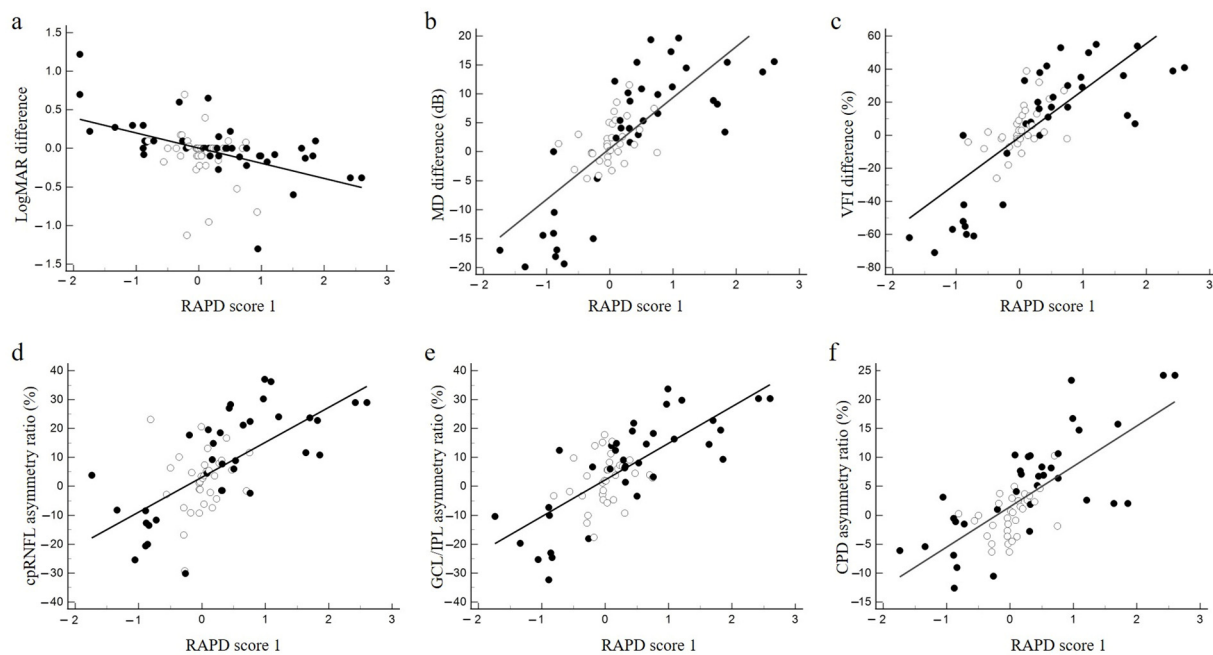 a
1.5
1.0
0.5
0.0
−0.5
−1.0
−1.5
LogMAR difference
−2 −1 0 1 2 3
RAPD score 1
b
20
15
10
5
0
−5
−10
−15
−20
MD difference (dB)
−2 −1 0 1 2 3
RAPD score 1
c
60
40
20
0
−20
−40
−60
−80
VFI difference (%)
−2 −1 0 1 2 3
RAPD score 1
d
40
30
20
10
0
−10
−20
−30
−40
cpRNFL asymmetry ratio (%)
−2 −1 0 1 2 3
RAPD score 1
e
40
30
20
10
0
−10
−20
−30
−40
GCL/IPL asymmetry ratio (%)
−2 −1 0 1 2 3
RAPD score 1
f
25
20
15
10
5
0
−5
−10
−15
CPD asymmetry ratio (%)
−2 −1 0 1 2 3
RAPD score 1